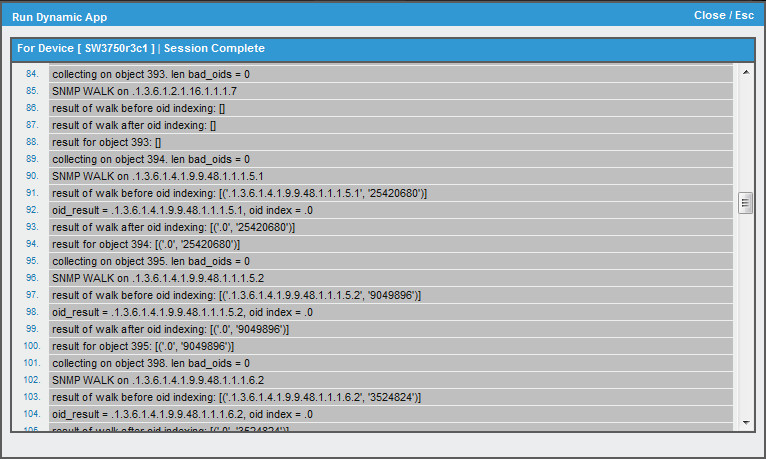 Run Dynamic App
Close / Esc
For Device [ SW3750r3c1 ] | Session Complete
84. collecting on object 393. len bad_oids = 0
85. SNMP WALK on .1.3.6.1.2.1.16.1.1.1.7
86. result of walk before oid indexing: []
87. result of walk after oid indexing: []
88. result for object 393: []
89. collecting on object 394. len bad_oids = 0
90. SNMP WALK on .1.3.6.1.4.1.9.9.48.1.1.1.5.1
91. result of walk before oid indexing: [('.1.3.6.1.4.1.9.9.48.1.1.1.5.1', '25420680')]
92. oid_result = .1.3.6.1.4.1.9.9.48.1.1.1.5.1, oid index = .0
93. result of walk after oid indexing: [('.0', '25420680')]
94. result for object 394: [('.0', '25420680')]
95. collecting on object 395. len bad_oids = 0
96. SNMP WALK on .1.3.6.1.4.1.9.9.48.1.1.1.5.2
97. result of walk before oid indexing: [('.1.3.6.1.4.1.9.9.48.1.1.1.5.2', '9049896')]
98. oid_result = .1.3.6.1.4.1.9.9.48.1.1.1.5.2, oid index = .0
99. result of walk after oid indexing: [('.0', '9049896')]
100. result for object 395: [('.0', '9049896')]
101. collecting on object 398. len bad_oids = 0
102. SNMP WALK on .1.3.6.1.4.1.9.9.48.1.1.1.6.2
103. result of walk before oid indexing: [('.1.3.6.1.4.1.9.9.48.1.1.1.6.2', '3524824')]
104. oid_result = .1.3.6.1.4.1.9.9.48.1.1.1.6.2, oid index = .0
105. result of walk after oid indexing: [('.0', '3524824')]